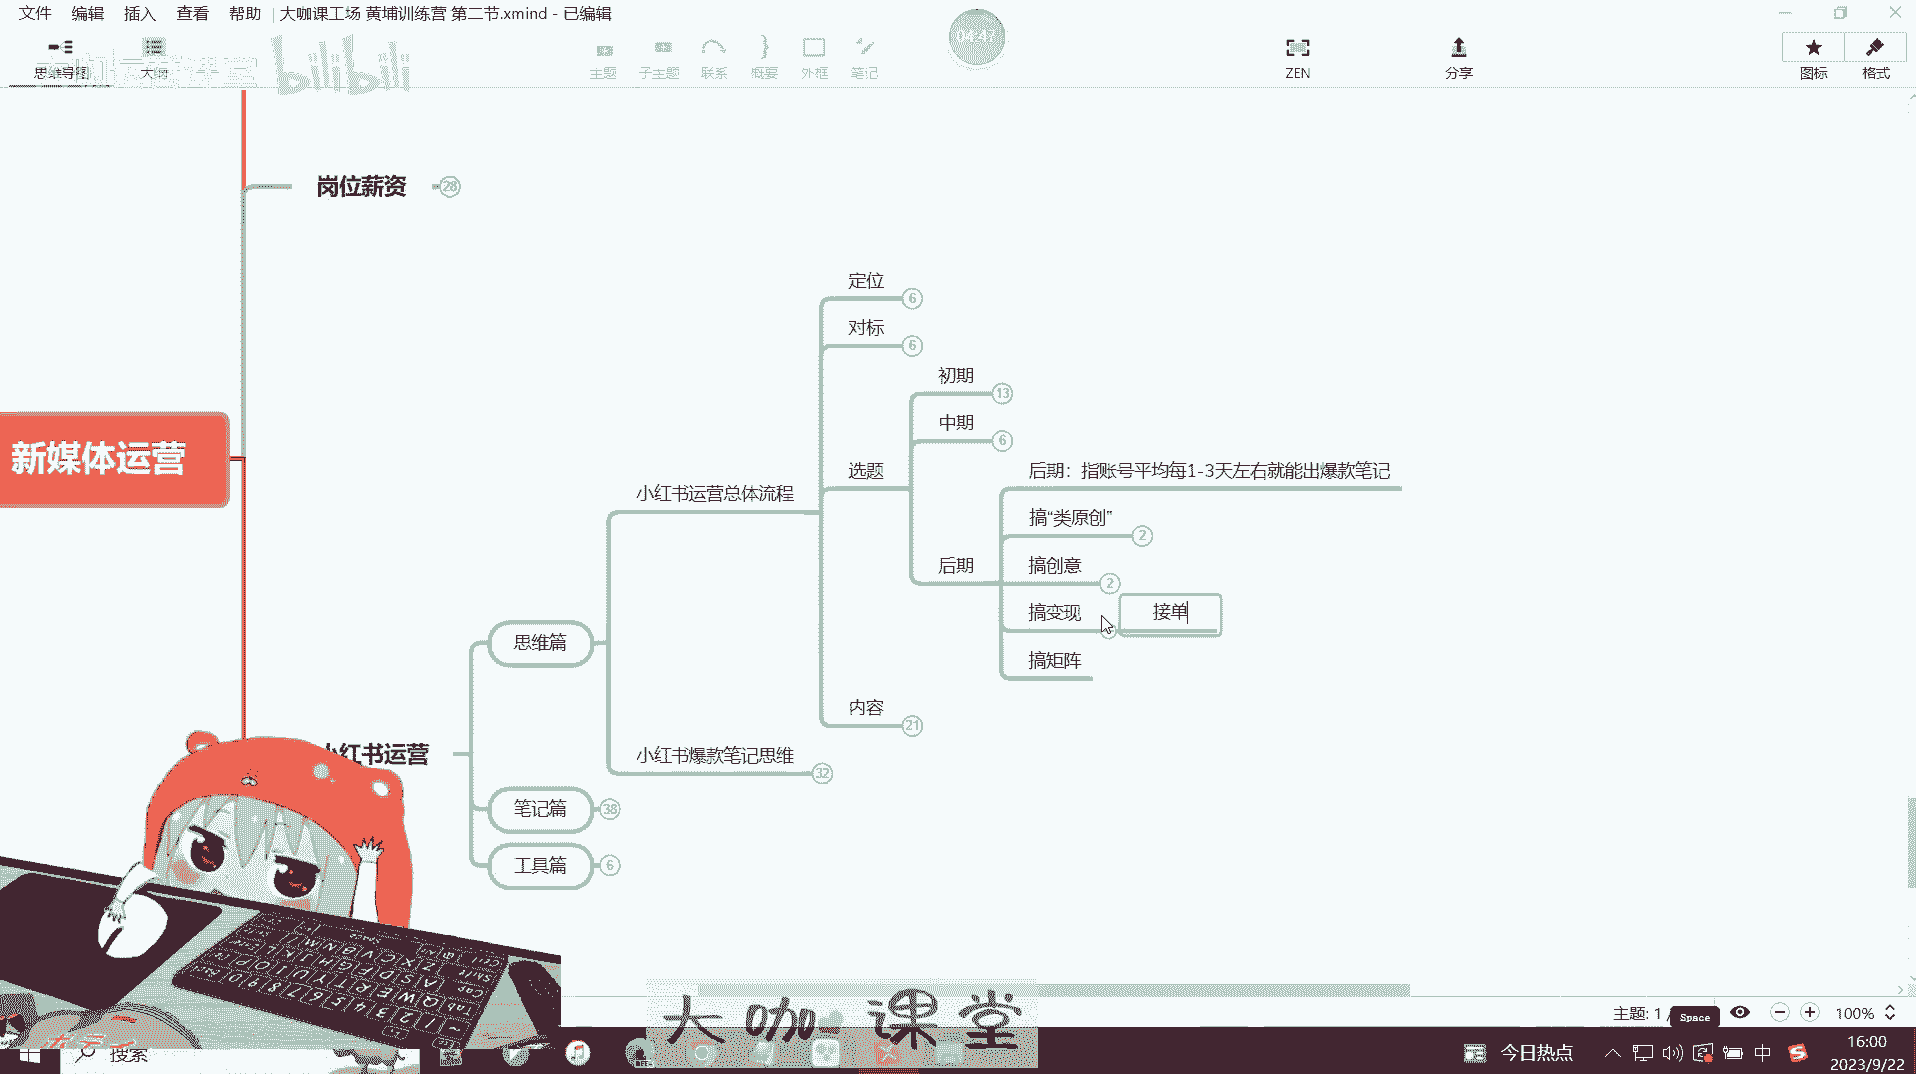 文件 编辑 插入 查看 帮助 大咖课工场 黄埔训练营 第二节.xmind - 已编辑
思维导图 大纲 主题 子主题 联系 概要 外框 笔记 ZEN 分享 图标 格式
bilibili
04:47
岗位薪资 28
定位 6
对标 6
初期 13
中期 6
新媒体运营
选题
后期：指账号平均每1-3天左右就能出爆款笔记
小红书运营总体流程
搞“类原创” 2
后期
搞创意 2
搞变现 接单
思维篇
搞矩阵
内容 21
小红书运营
小红书爆款笔记思维 32
笔记篇 38
工具篇 6
大咖课堂
主题: 1 /
Space
100%
搜索
今日热点
中
16:00
2023/9/22